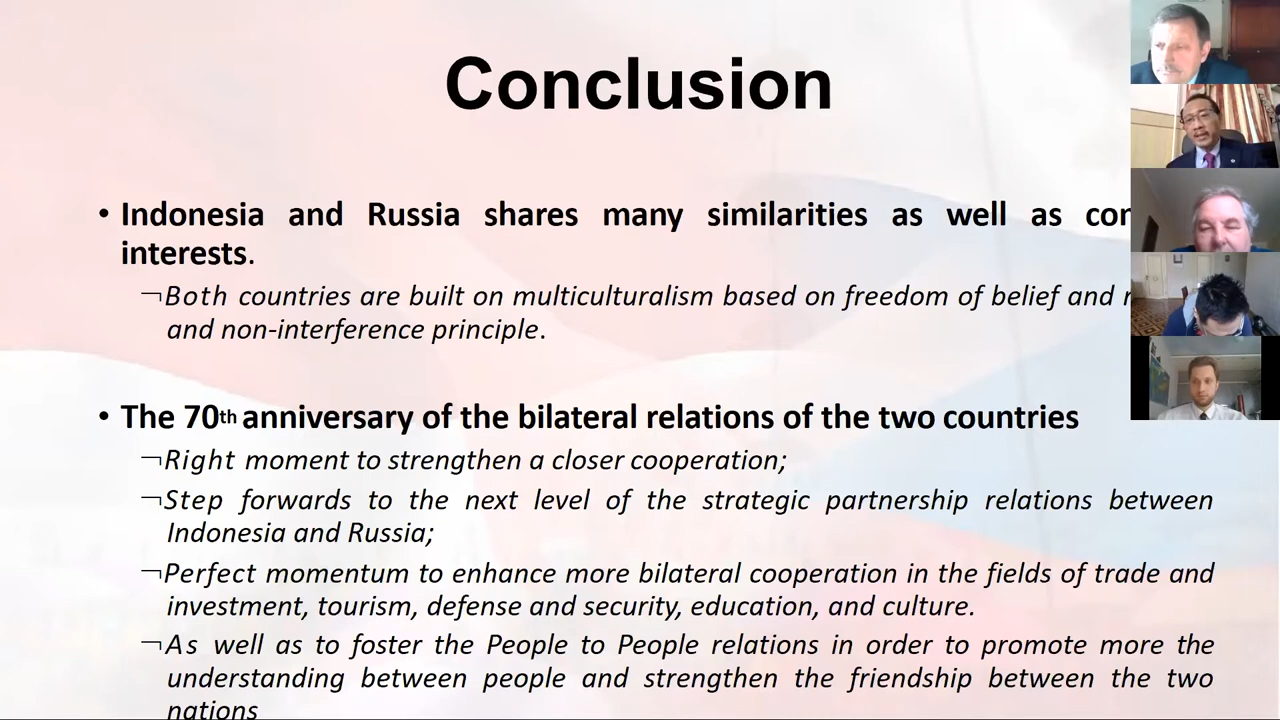 Conclusion
• Indonesia and Russia shares many similarities as well as
interests.
Both countries are built on multiculturalism based on freedom of belief and
and non-interference principle.
• The 70th anniversary of the bilateral relations of the two countries
Right moment to strengthen a closer cooperation;
Step forwards to the next level of the strategic partnership relations between
Indonesia and Russia;
Perfect momentum to enhance more bilateral cooperation in the fields of trade and
investment, tourism, defense and security, education, and culture.
As well as to foster the People to People relations in order to promote more the
understanding between people and strengthen the friendship between the two
nations